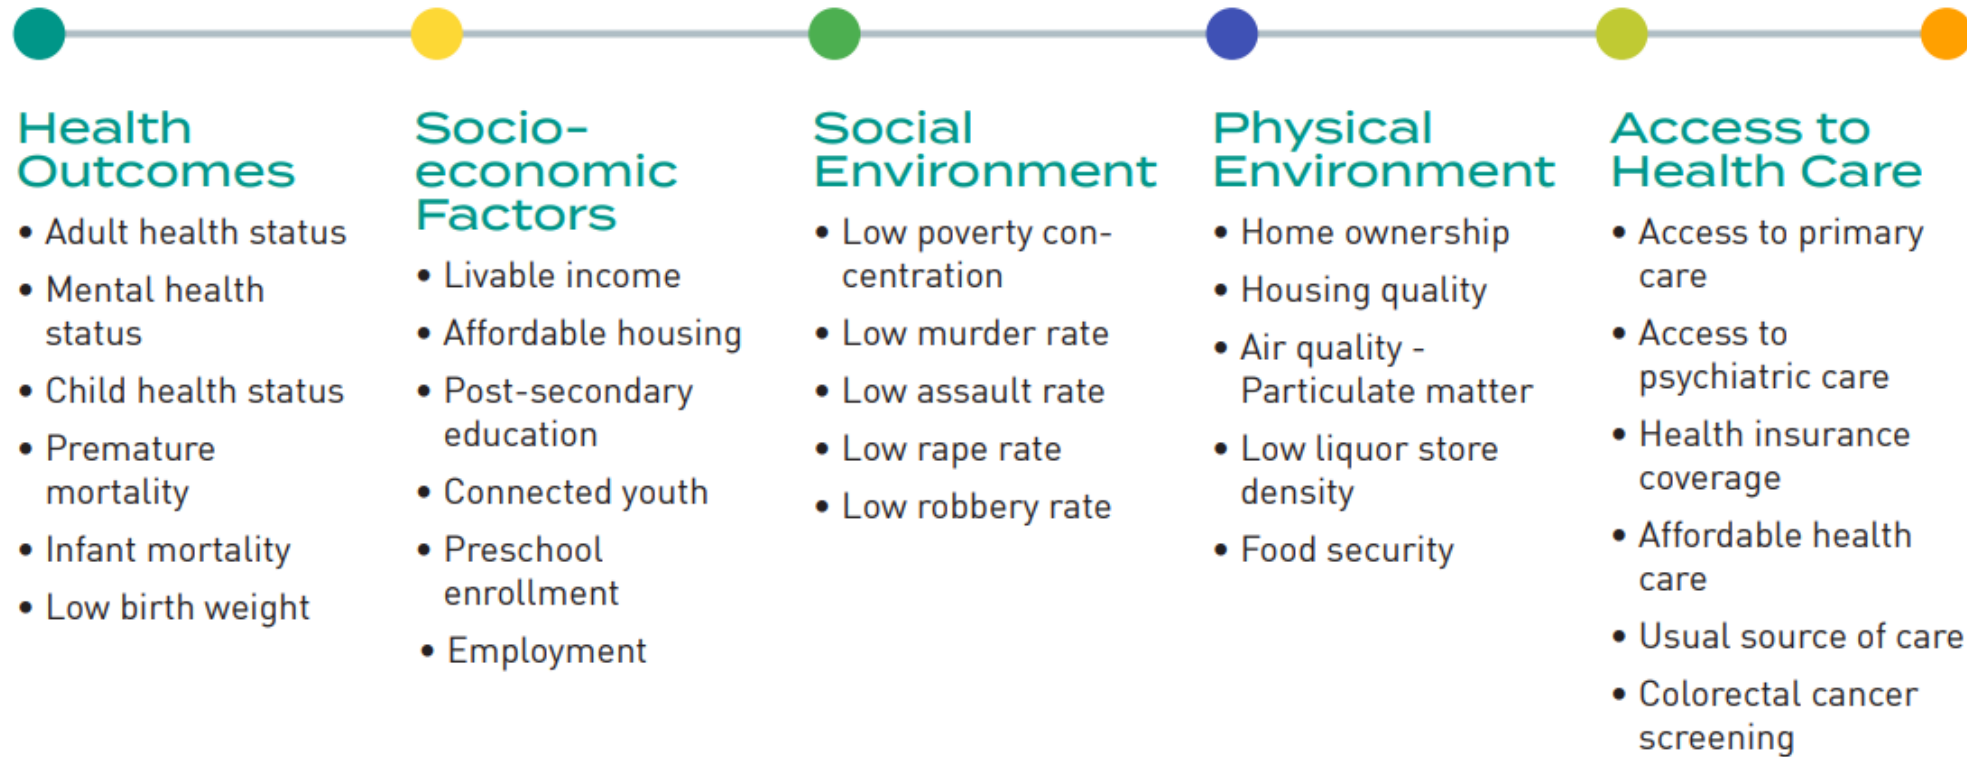 Health
Outcomes
• Adult health status
• Mental health
status
• Child health status
• Premature
mortality
• Infant mortality
• Low birth weight
Socio-
economic
Factors
• Livable income
• Affordable housing
• Post-secondary
education
• Connected youth
• Preschool
enrollment
• Employment
Social
Environment
• Low poverty con-
centration
• Low murder rate
• Low assault rate
• Low rape rate
• Low robbery rate
Physical
Environment
• Home ownership
• Housing quality
• Air quality -
Particulate matter
• Low liquor store
density
• Food security
Access to
Health Care
• Access to primary
care
• Access to
psychiatric care
• Health insurance
coverage
• Affordable health
care
• Usual source of care
• Colorectal cancer
screening